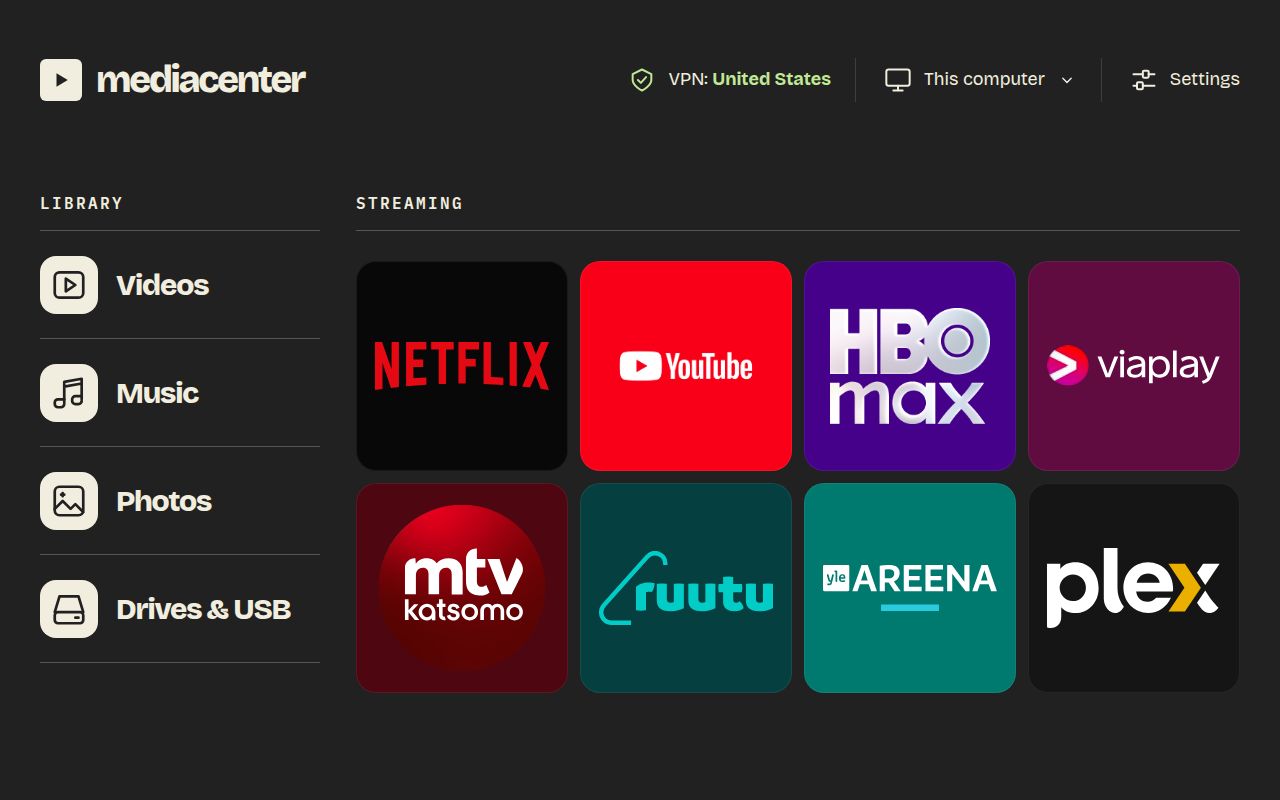 mediacenter
VPN: United States
This computer
Settings
LIBRARY
STREAMING
Videos
Music
Photos
Drives & USB
NETFLIX
YouTube
HBO
max
viaplay
mtv
katsomo
ruutu
yle AREENA
plex